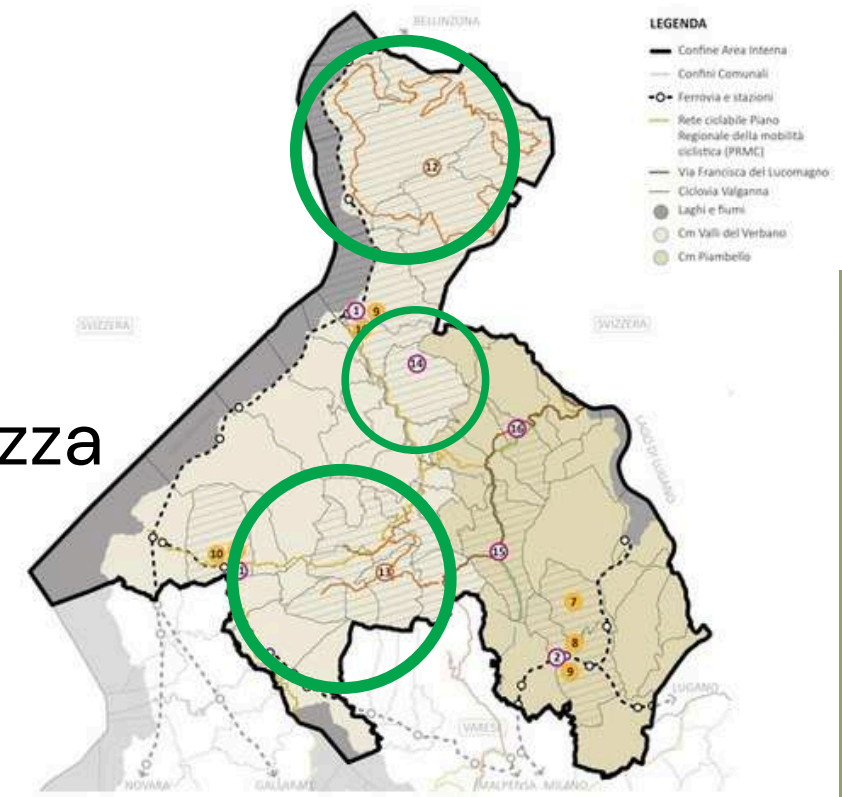 BELLINZONA
LEGENDA
Confine Area Interna
Confini Comunali
Ferrovia e stazioni
Rete ciclabile Piano
Regionale della mobilità
ciclistica (PRMC)
Via Francisca del Lucomagno
Ciclovia Valganna
Laghi e fiumi
Cm Valli del Verbano
Cm Piambello
12
SVIZZERA
1
9
SVIZZERA
14
zza
16
LAGO DI LUGANO
10
1
13
15
7
8
2
9
LUGANO
VARESE
NOVARA
GALLARATE
MALPENSA
MILANO